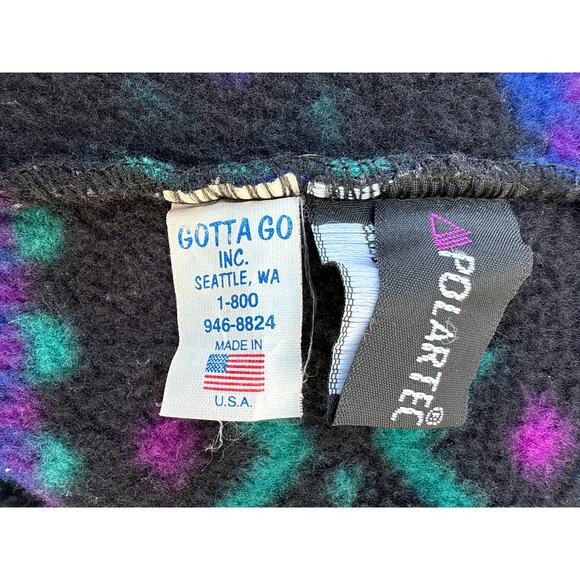 GOTTA GO
INC.
SEATTLE, WA
1-800
946-8824
MADE IN
U.S.A.
POLARTEC®